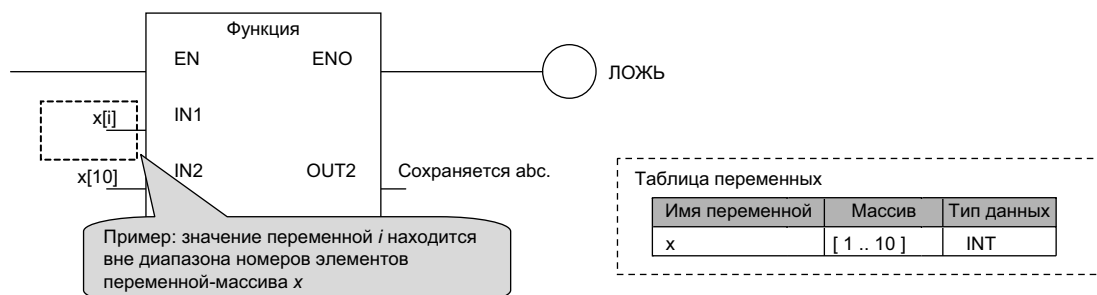 Функция
EN ENO
ЛОЖЬ
x[i] IN1
x[10] IN2 OUT2 Сохраняется abc.
Пример: значение переменной i находится
вне диапазона номеров элементов
переменной-массива x
Таблица переменных
Имя переменной Массив Тип данных
x [ 1 .. 10 ] INT